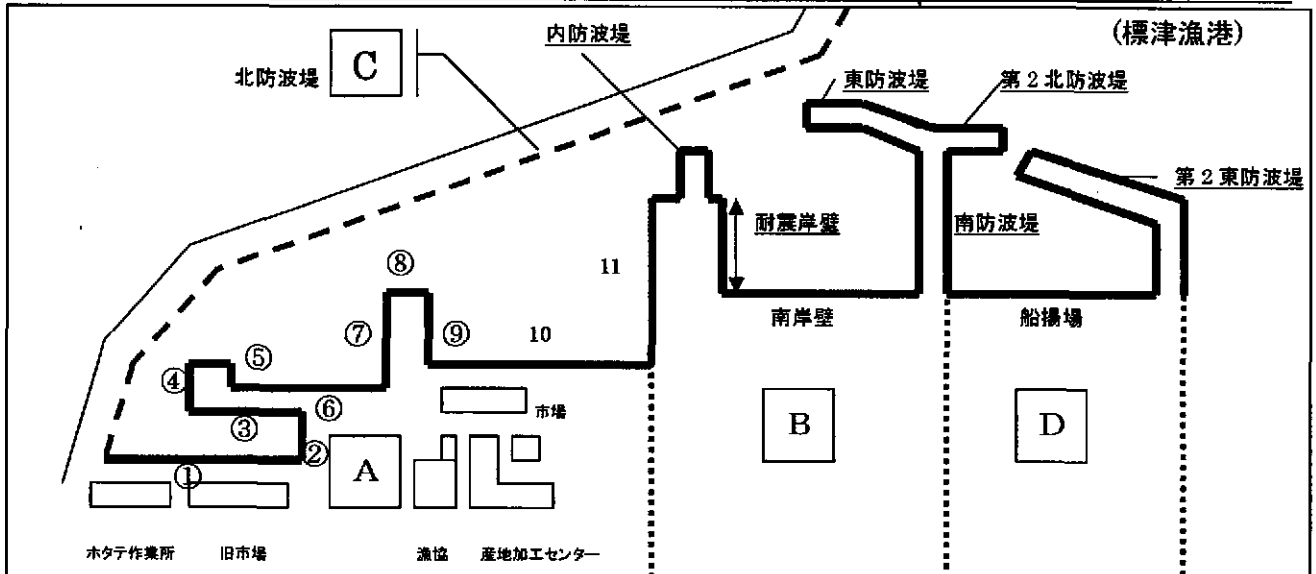 (標津漁港)
内防波堤
北防波堤
C
東防波堤
第2北防波堤
第2東防波堤
耐震岸壁
南防波堤
⑧
11
⑦
⑨
10
南岸壁
船揚場
⑤
④
⑥
③
市場
②
①
A
B
D
ホタテ作業所
旧市場
漁協
産地加工センター